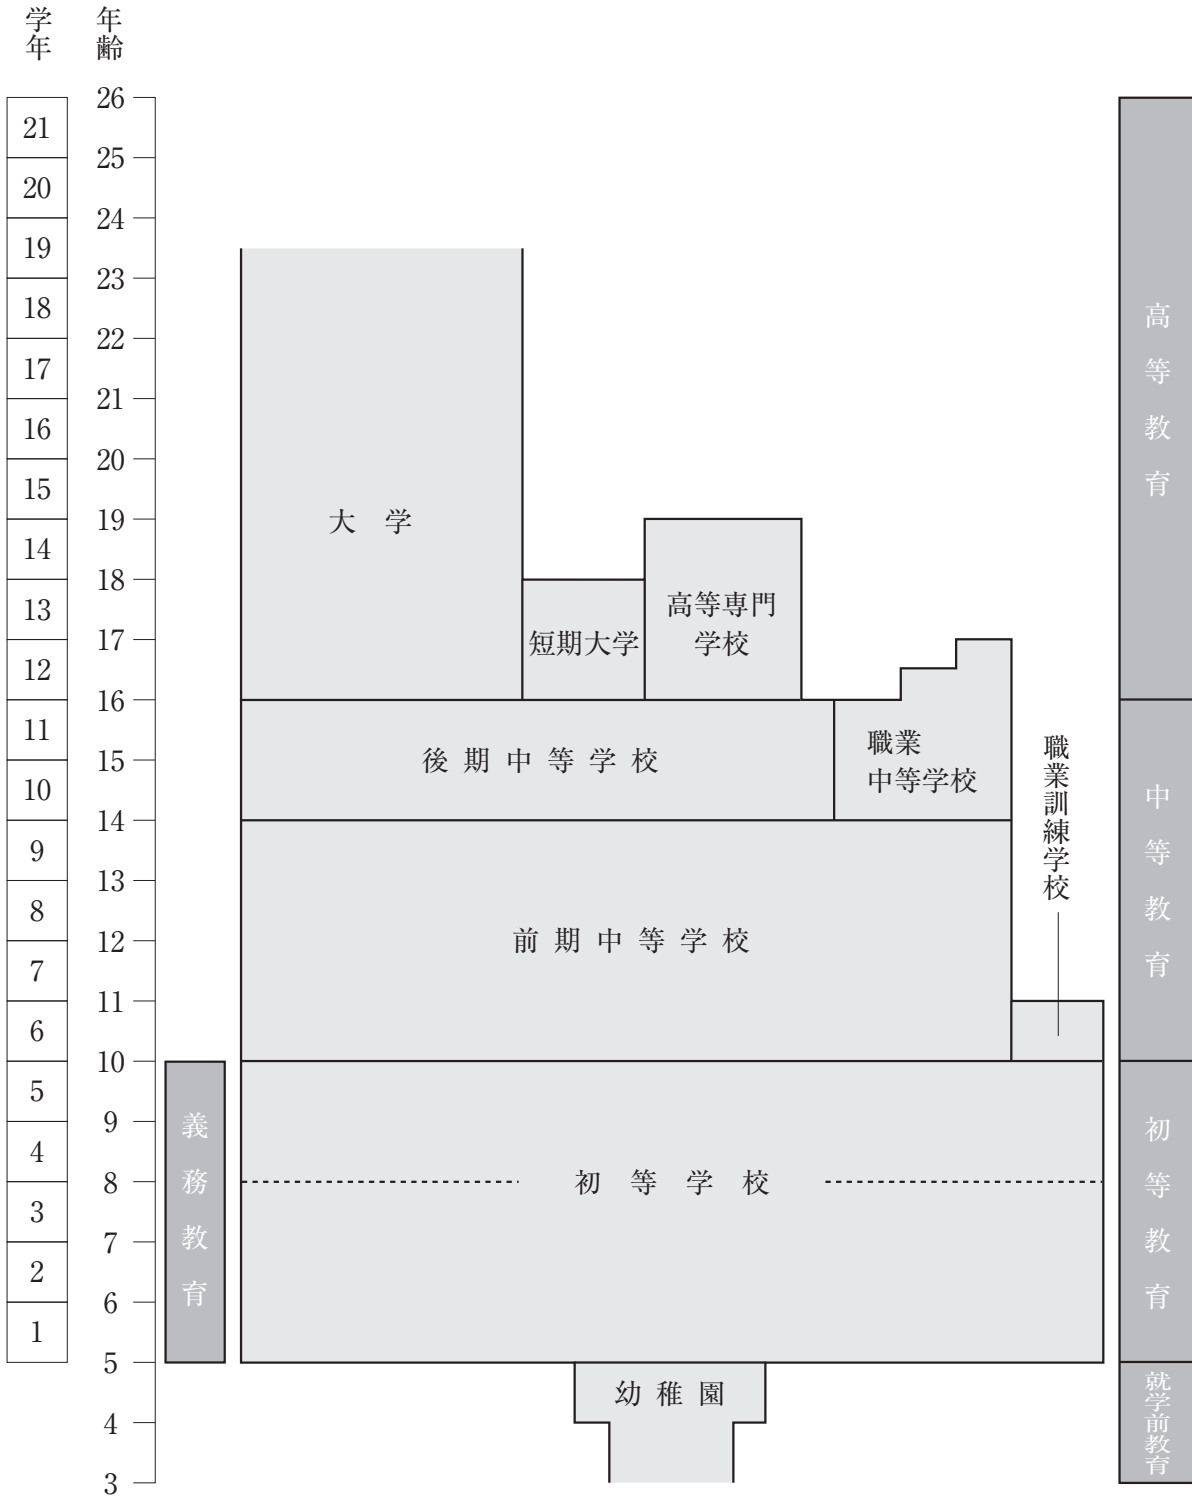 学年
年齢
26
21
25
20
24
19
23
18
22
17
21
16
20
15
19
14
18
13
17
12
16
11
15
10
14
9
13
8
12
7
11
6
10
5
9
4
8
3
7
2
6
1
5
4
3
義務教育
大学
短期大学
高等専門
学校
後期中等学校
職業
中等学校
職業訓練学校
前期中等学校
初等学校
幼稚園
高等教育
中等教育
初等教育
就学前教育